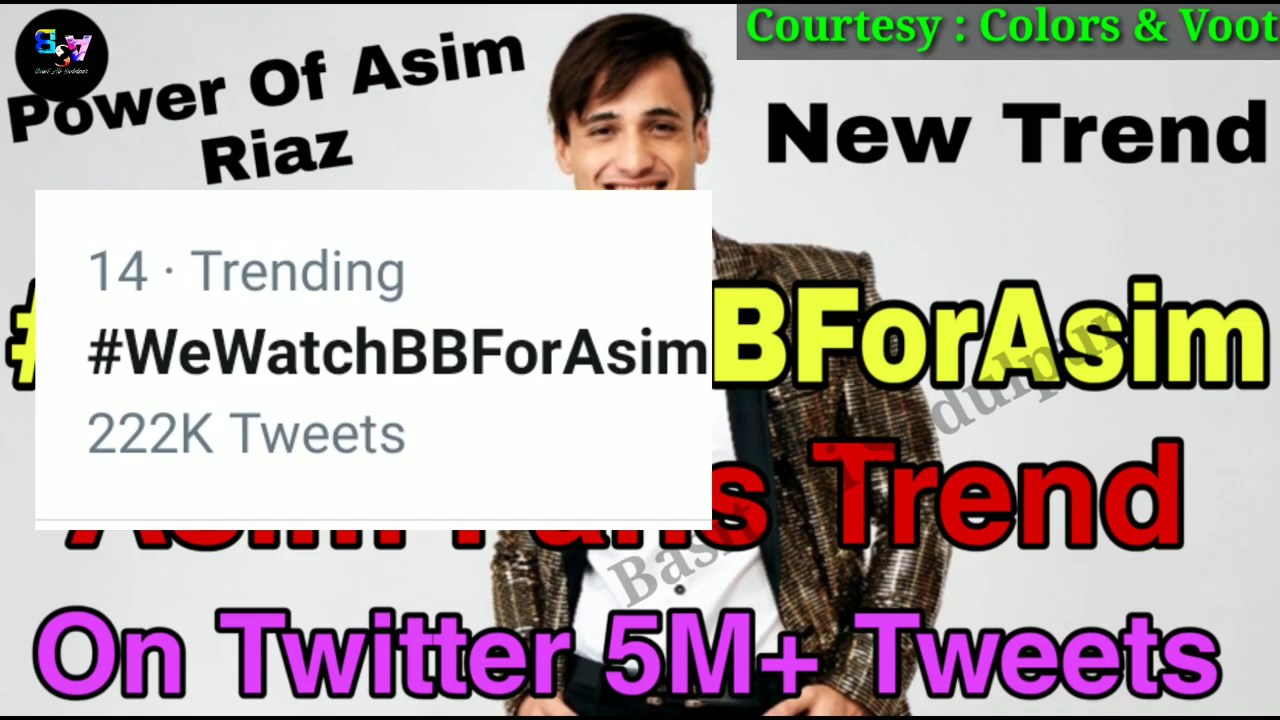 Courtesy : Colors & Voot
Power Of Asim
Riaz
New Trend
14 · Trending
#WeWatchBBForAsim
222K Tweets
BForAsim
Trend
On Twitter 5M+ Tweets